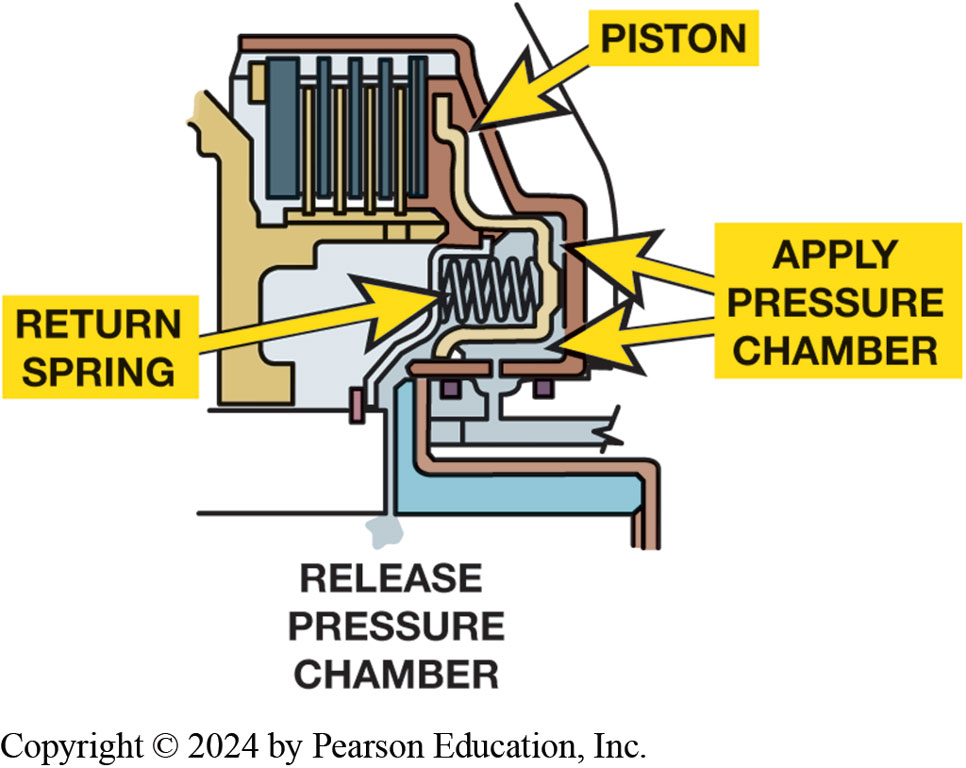 PISTON
APPLY
PRESSURE
CHAMBER
RETURN
SPRING
RELEASE
PRESSURE
CHAMBER
Copyright © 2024 by Pearson Education, Inc.